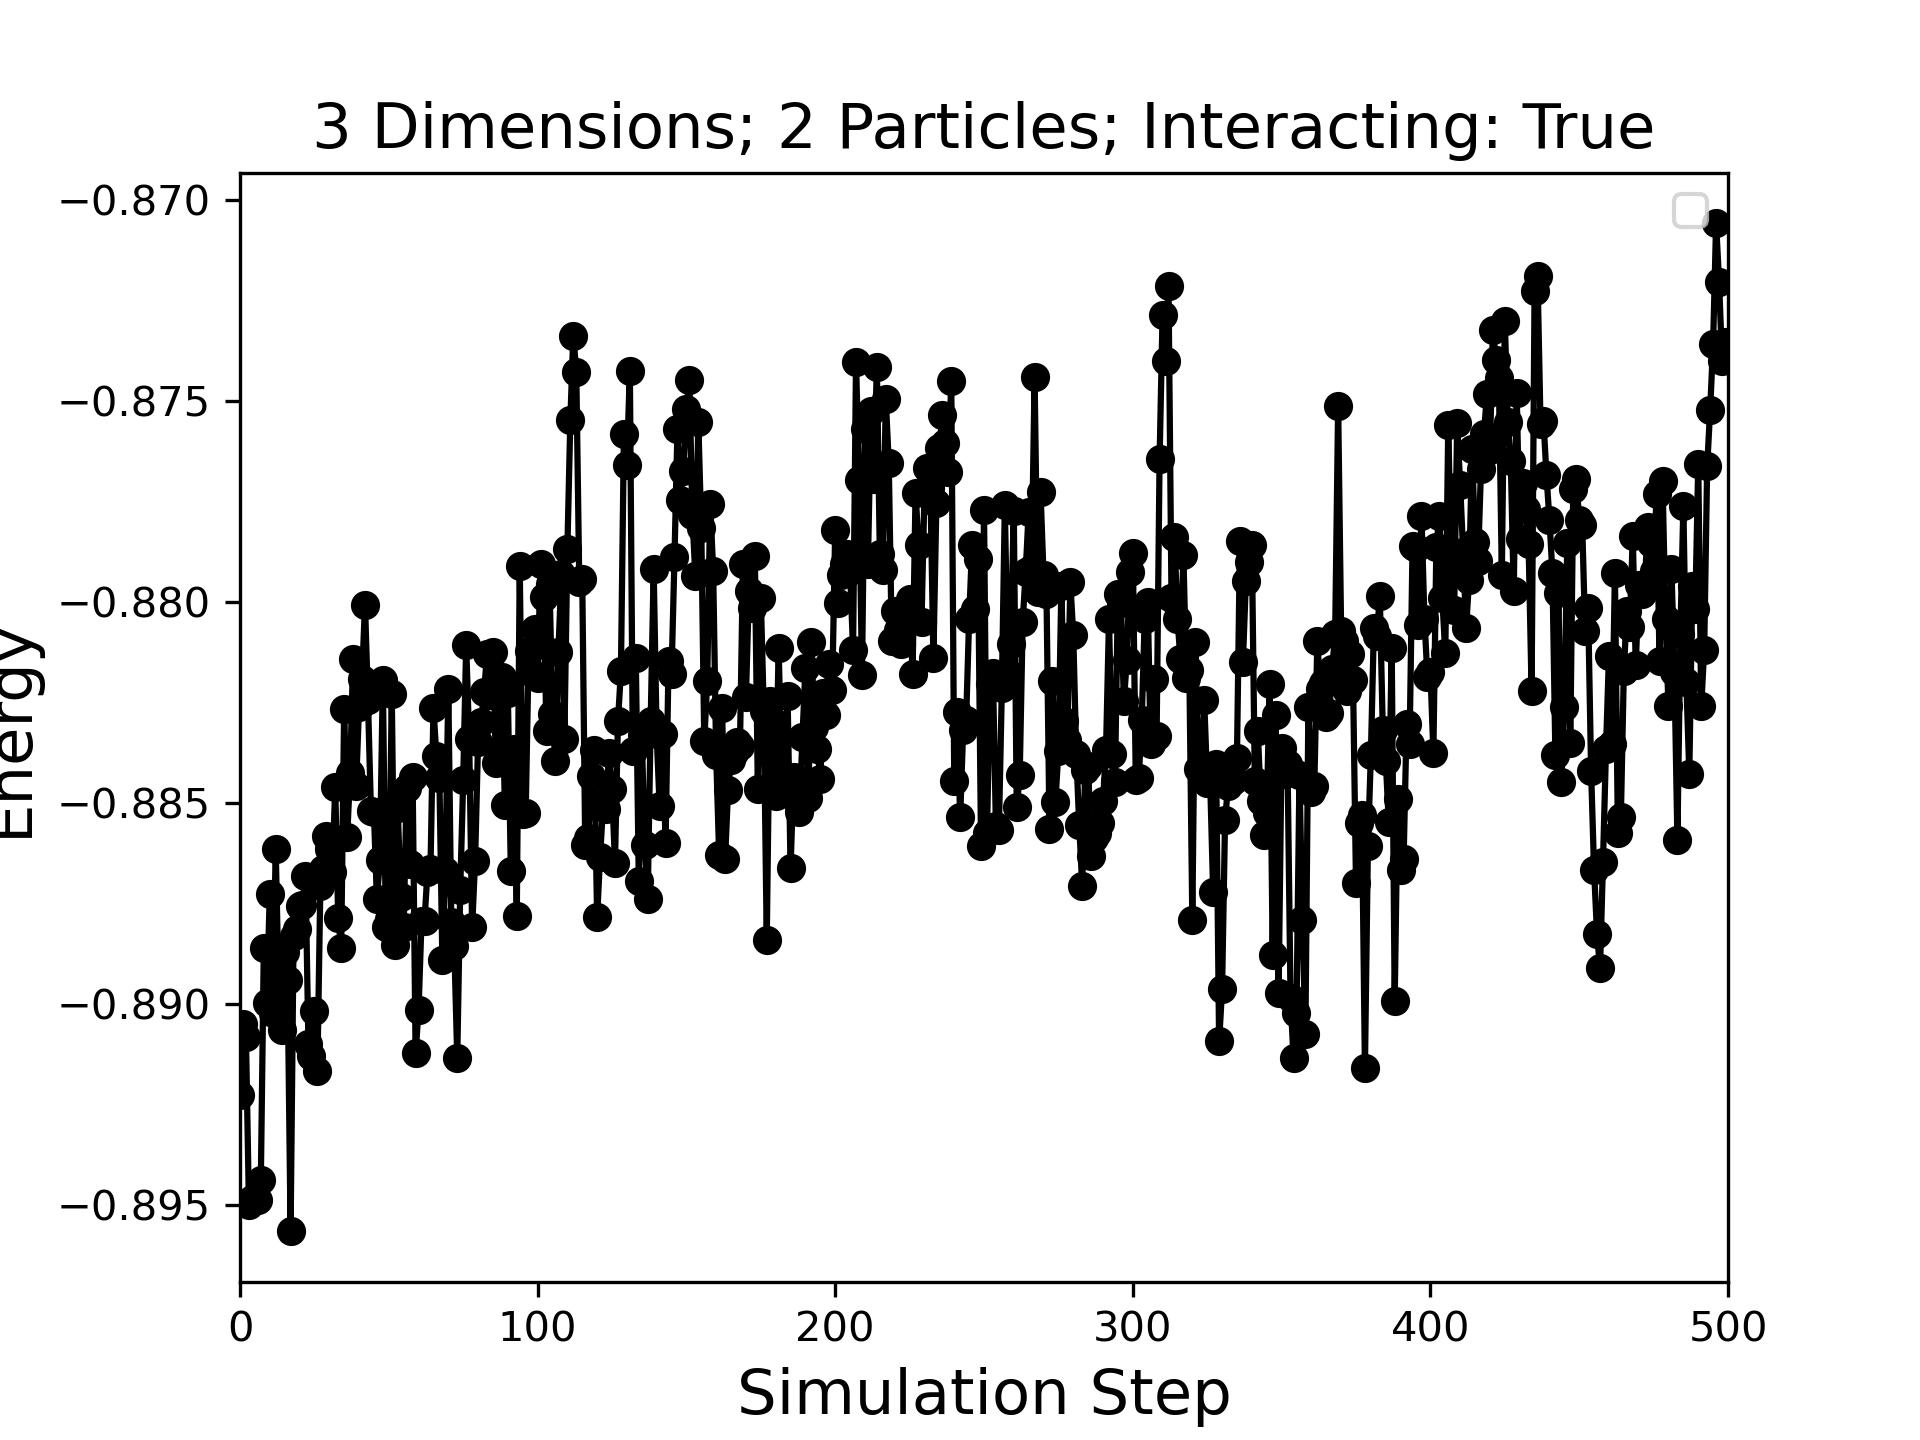 3 Dimensions; 2 Particles; Interacting: True
−0.870
−0.875
−0.880
−0.885
−0.890
−0.895
Energy
0 100 200 300 400 500
Simulation Step